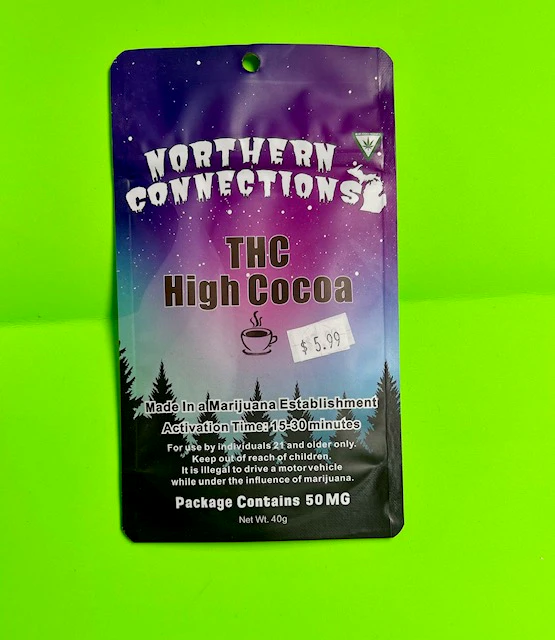 NORTHERN
CONNECTIONS
THC
High Cocoa
$ 5.99
Made In a Marijuana Establishment
Activation Time: 15-30 minutes
For use by individuals 21 and older only.
Keep out of reach of children.
It is illegal to drive a motor vehicle
while under the influence of marijuana.
Package Contains 50 MG
Net Wt. 40g